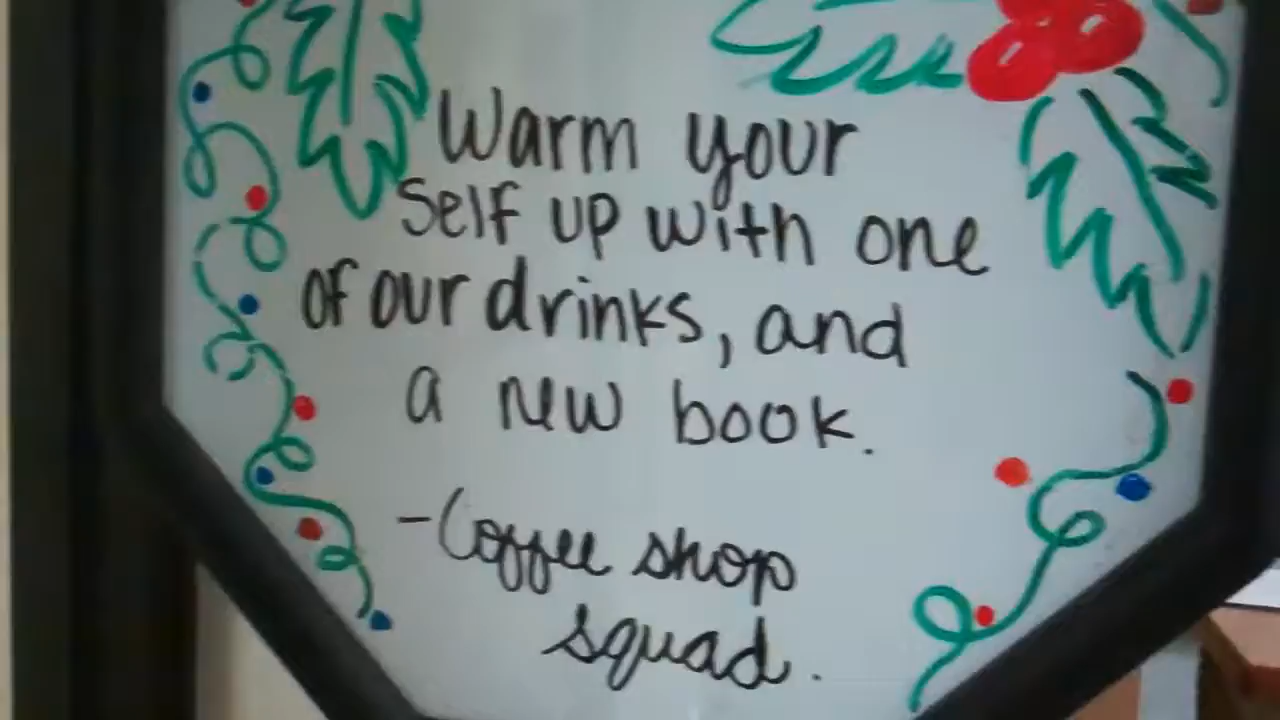 Warm your
self up with one
of our drinks, and
a new book.
-Coffee shop
squad.